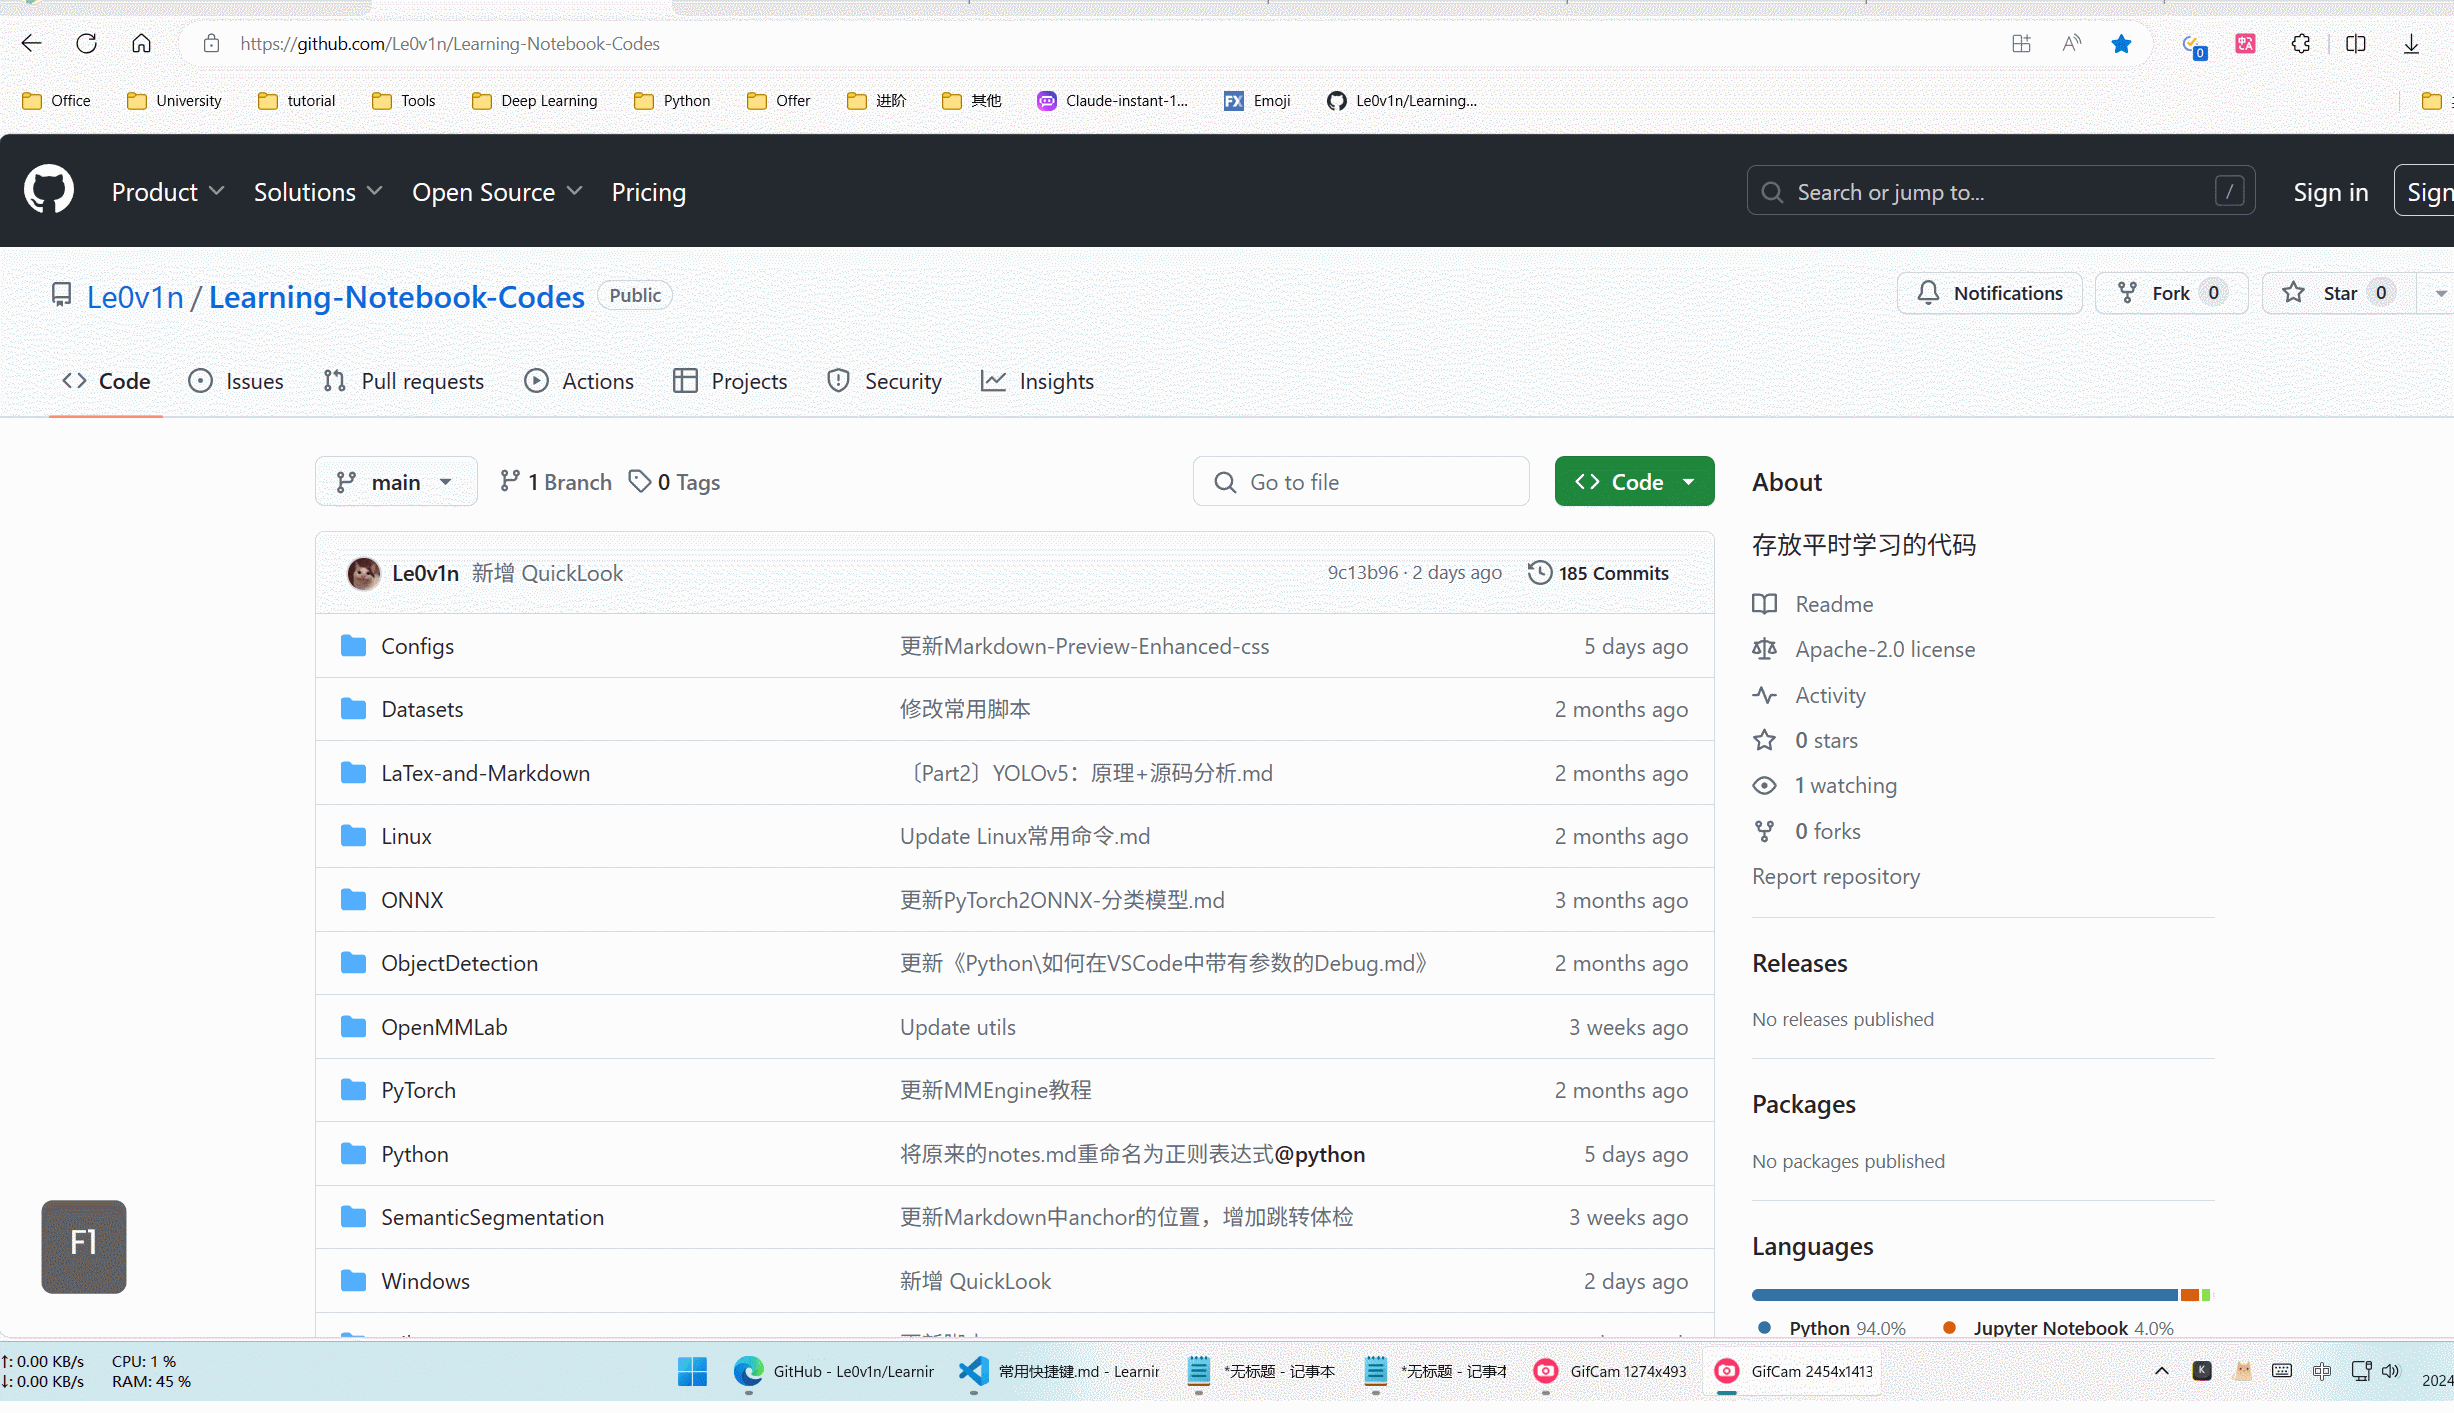 https://github.com/Le0v1n/Learning-Notebook-Codes
0
Office University tutorial Tools Deep Learning Python Offer 进阶 其他 Claude-instant-1... Emoji Le0v1n/Learning...
Product Solutions Open Source Pricing Search or jump to... / Sign in Sign
Le0v1n / Learning-Notebook-Codes Public Notifications Fork 0 Star 0
Code Issues Pull requests Actions Projects Security Insights
main 1 Branch 0 Tags Go to file Code
Le0v1n 新增 QuickLook 9c13b96 · 2 days ago 185 Commits
Configs 更新Markdown-Preview-Enhanced-css 5 days ago
Datasets 修改常用脚本 2 months ago
LaTex-and-Markdown 〔Part2〕YOLOv5：原理+源码分析.md 2 months ago
Linux Update Linux常用命令.md 2 months ago
ONNX 更新PyTorch2ONNX-分类模型.md 3 months ago
ObjectDetection 更新《Python\如何在VSCode中带有参数的Debug.md》 2 months ago
OpenMMLab Update utils 3 weeks ago
PyTorch 更新MMEngine教程 2 months ago
Python 将原来的notes.md重命名为正则表达式@python 5 days ago
SemanticSegmentation 更新Markdown中anchor的位置，增加跳转体检 3 weeks ago
Windows 新增 QuickLook 2 days ago
About
存放平时学习的代码
Readme
Apache-2.0 license
Activity
0 stars
1 watching
0 forks
Report repository
Releases
No releases published
Packages
No packages published
Languages
Python 94.0% Jupyter Notebook 4.0%
F1
↑: 0.00 KB/s CPU: 1 %
↓: 0.00 KB/s RAM: 45 %
GitHub - Le0v1n/Learnir 常用快捷键.md - Learnir *无标题 - 记事本 *无标题 - 记事本 GifCam 1274x493 GifCam 2454x1413
K 中
2024